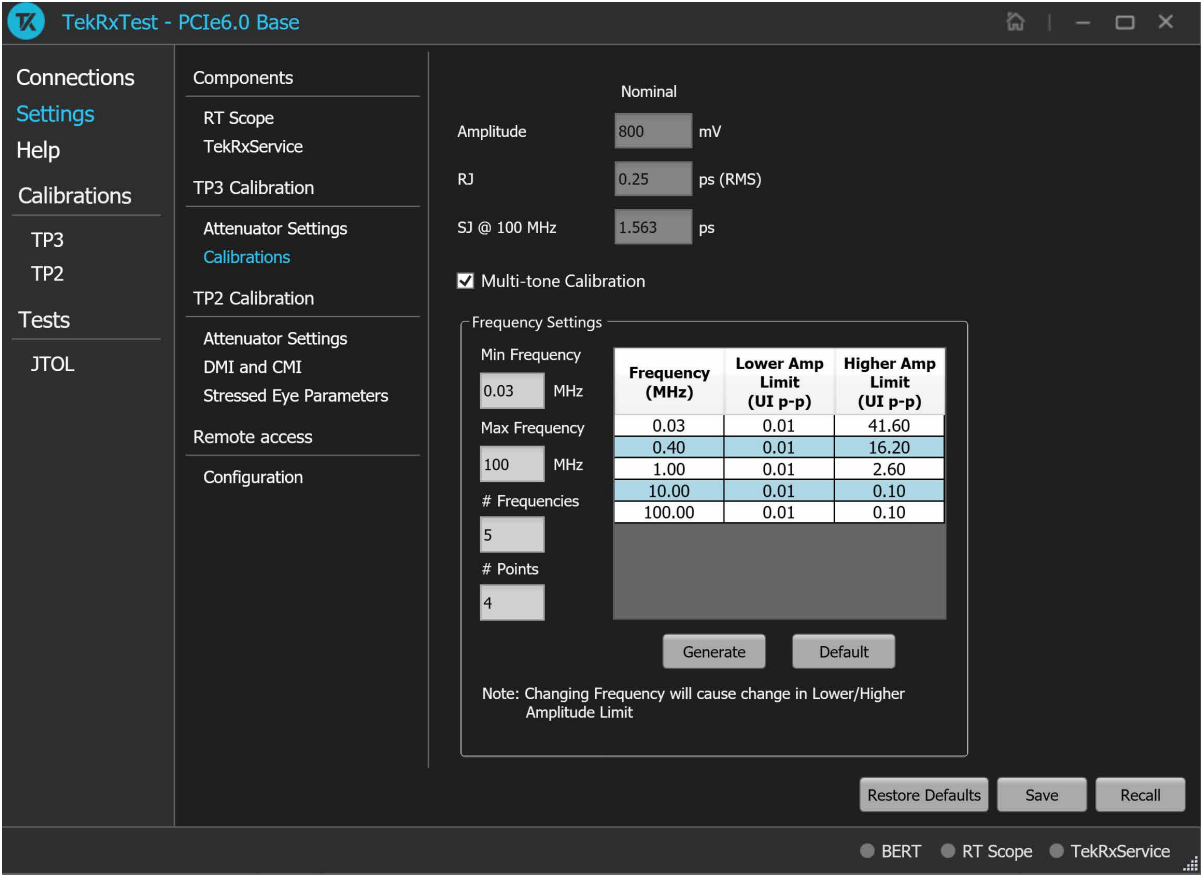 TK TekRxTest - PCIe6.0 Base
Connections
Settings
Help
Calibrations
TP3
TP2
Tests
JTOL
Components
RT Scope
TekRxService
TP3 Calibration
Attenuator Settings
Calibrations
TP2 Calibration
Attenuator Settings
DMI and CMI
Stressed Eye Parameters
Remote access
Configuration
Nominal
Amplitude 800 mV
RJ 0.25 ps (RMS)
SJ @ 100 MHz 1.563 ps
Multi-tone Calibration
Frequency Settings
Min Frequency
0.03 MHz
Max Frequency
100 MHz
# Frequencies
5
# Points
4
Frequency
(MHz)
Lower Amp
Limit
(UI p-p)
Higher Amp
Limit
(UI p-p)
0.03 0.01 41.60
0.40 0.01 16.20
1.00 0.01 2.60
10.00 0.01 0.10
100.00 0.01 0.10
Generate Default
Note: Changing Frequency will cause change in Lower/Higher
Amplitude Limit
Restore Defaults Save Recall
BERT RT Scope TekRxService